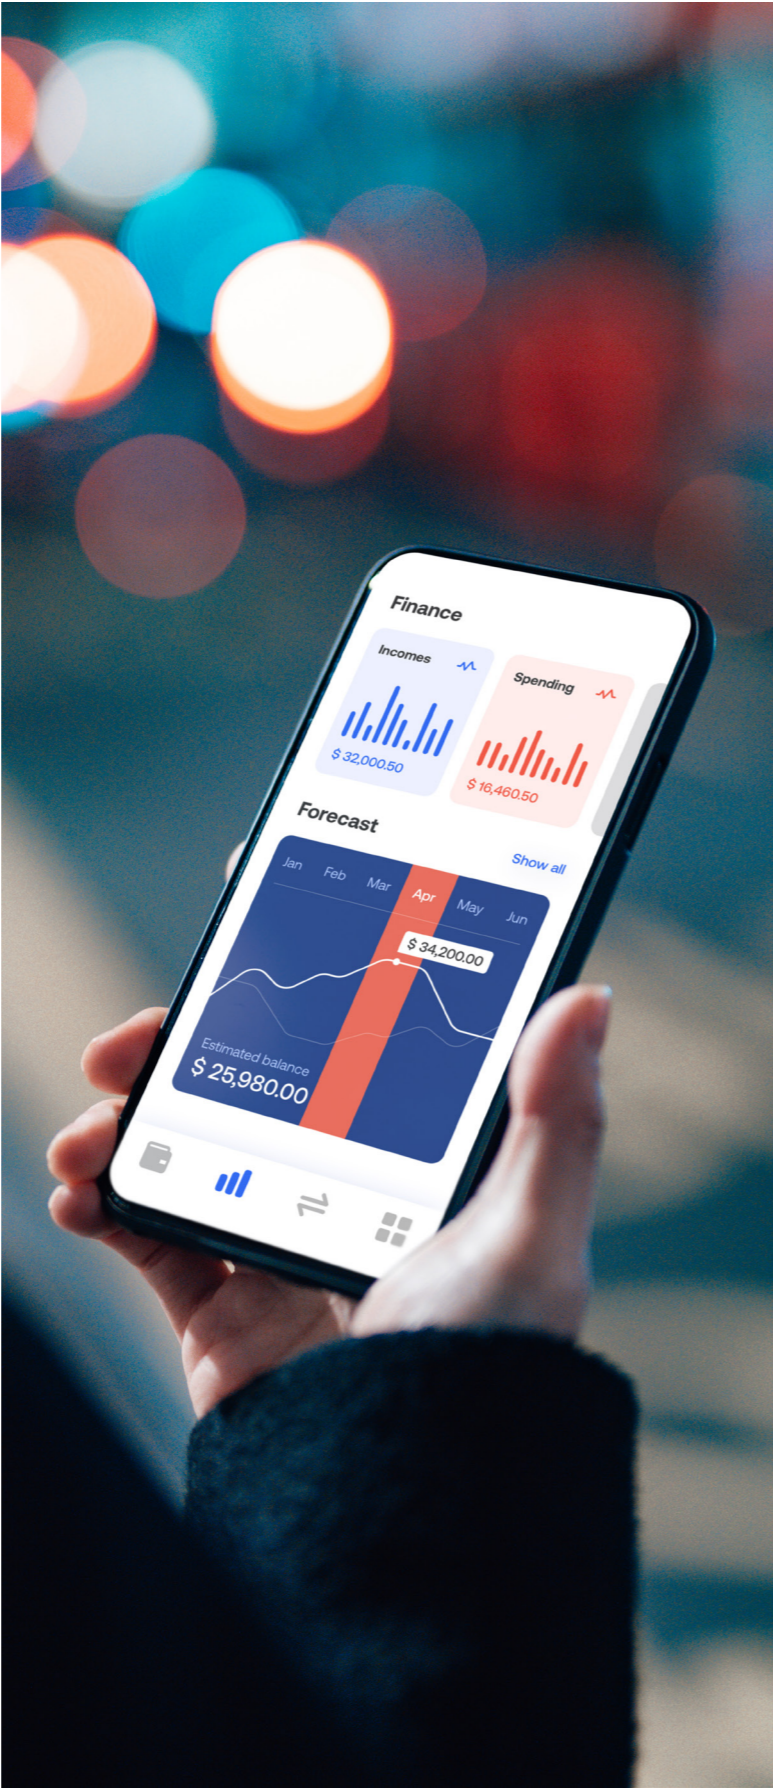 Finance
Incomes
$ 32,000.50
Spending
$ 16,460.50
Forecast
Show all
Jan Feb Mar Apr May Jun
$ 34,200.00
Estimated balance
$ 25,980.00